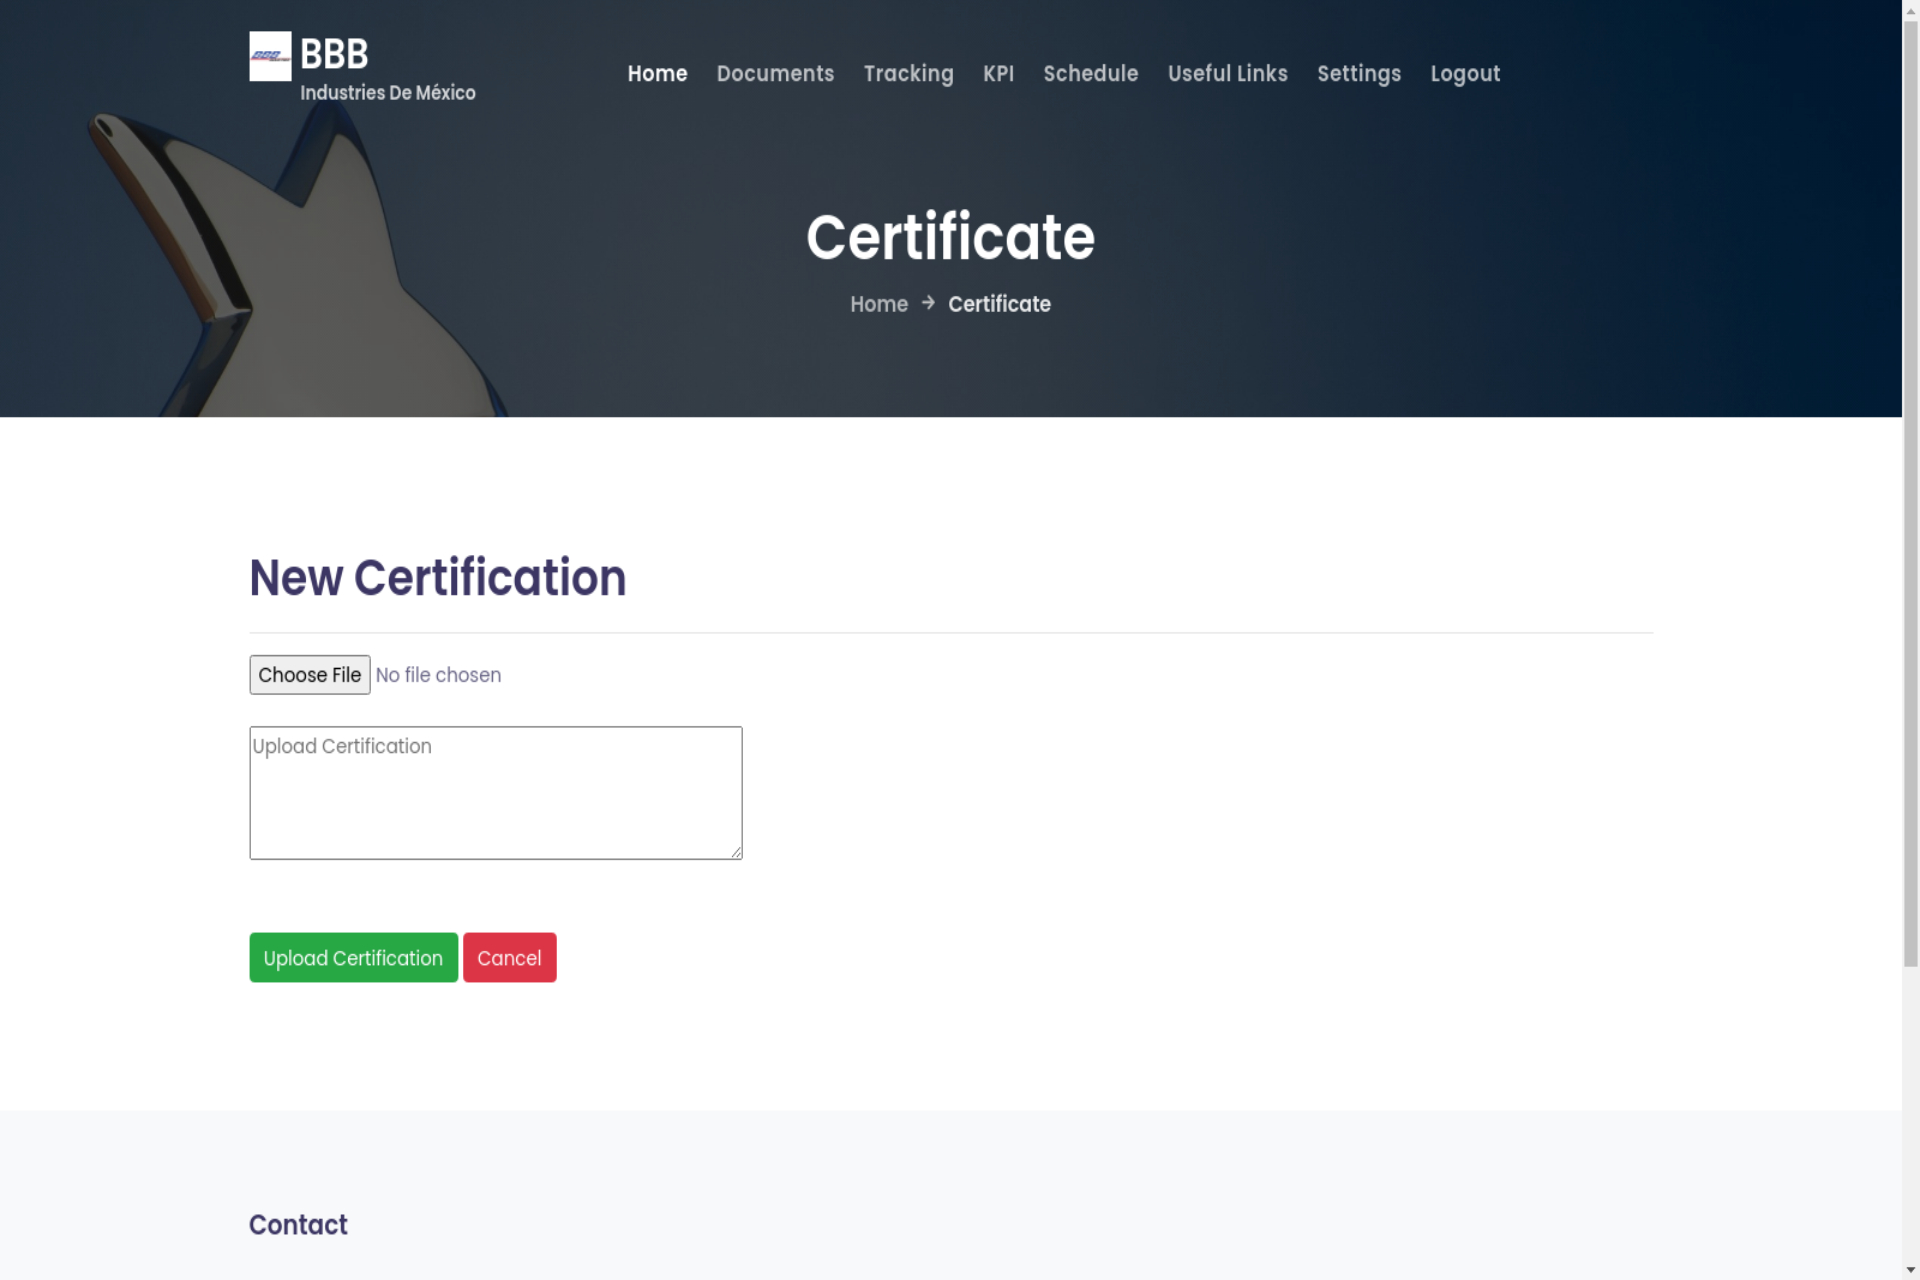 BBB
Industries De México
Home Documents Tracking KPI Schedule Useful Links Settings Logout
Certificate
Home → Certificate
New Certification
Choose File No file chosen
Upload Certification
Upload Certification Cancel
Contact